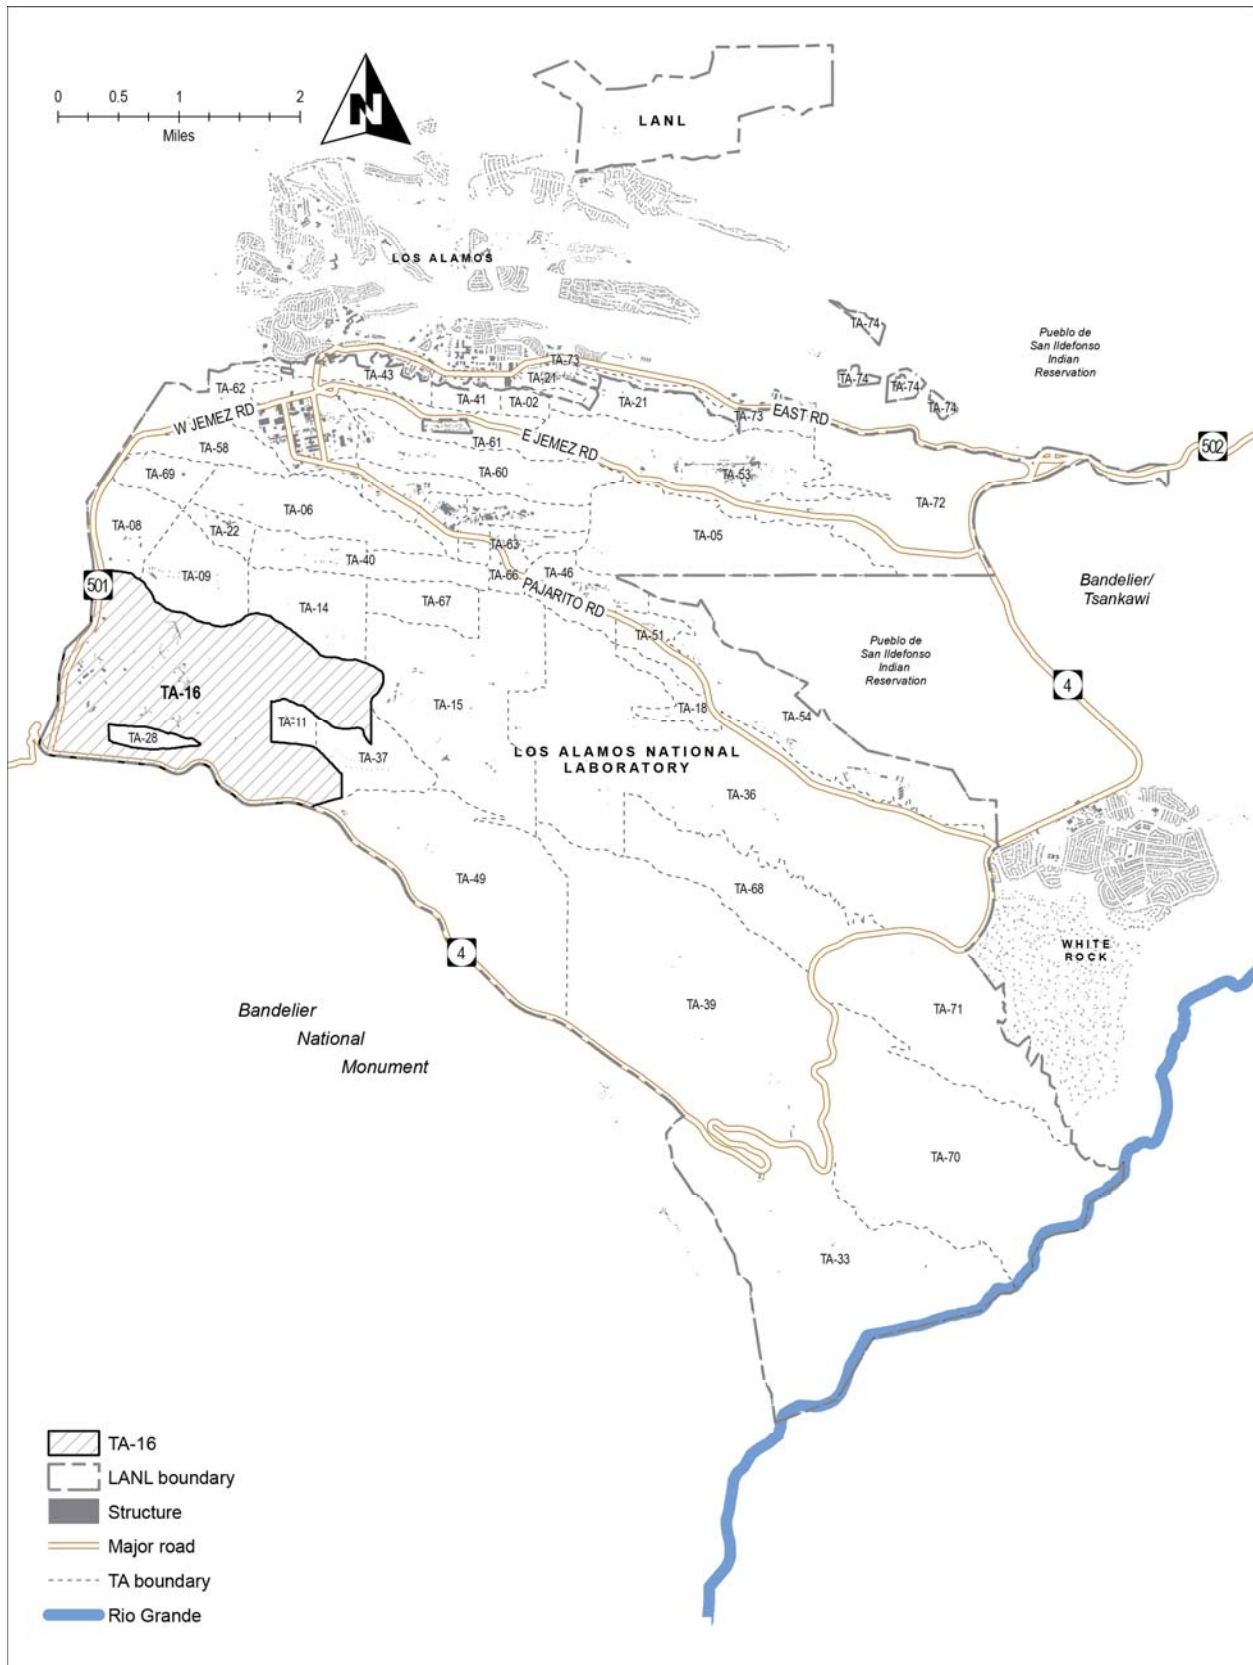 0 0.5 1 2
Miles
N
LANL
LOS ALAMOS
TA-74
Pueblo de
San Ildefonso
Indian
Reservation
TA-73
TA-43
TA-21
TA-62
TA-74
TA-74
TA-74
TA-41
TA-02
TA-21
TA-73
EAST RD
W JEMEZ RD
E JEMEZ RD
502
TA-58
TA-61
TA-69
TA-60
TA-53
TA-72
TA-08
TA-22
TA-06
TA-05
TA-63
TA-40
TA-66
TA-46
TA-09
501
Bandelier/
Tsankawi
TA-14
TA-67
PAJARITO RD
TA-51
Pueblo de
San Ildefonso
Indian
Reservation
4
TA-16
TA-15
TA-18
TA-54
TA-11
TA-28
TA-37
LOS ALAMOS NATIONAL
LABORATORY
TA-36
TA-49
TA-68
4
WHITE
ROCK
TA-39
TA-71
Bandelier
National
Monument
TA-70
TA-33
TA-16
LANL boundary
Structure
Major road
TA boundary
Rio Grande